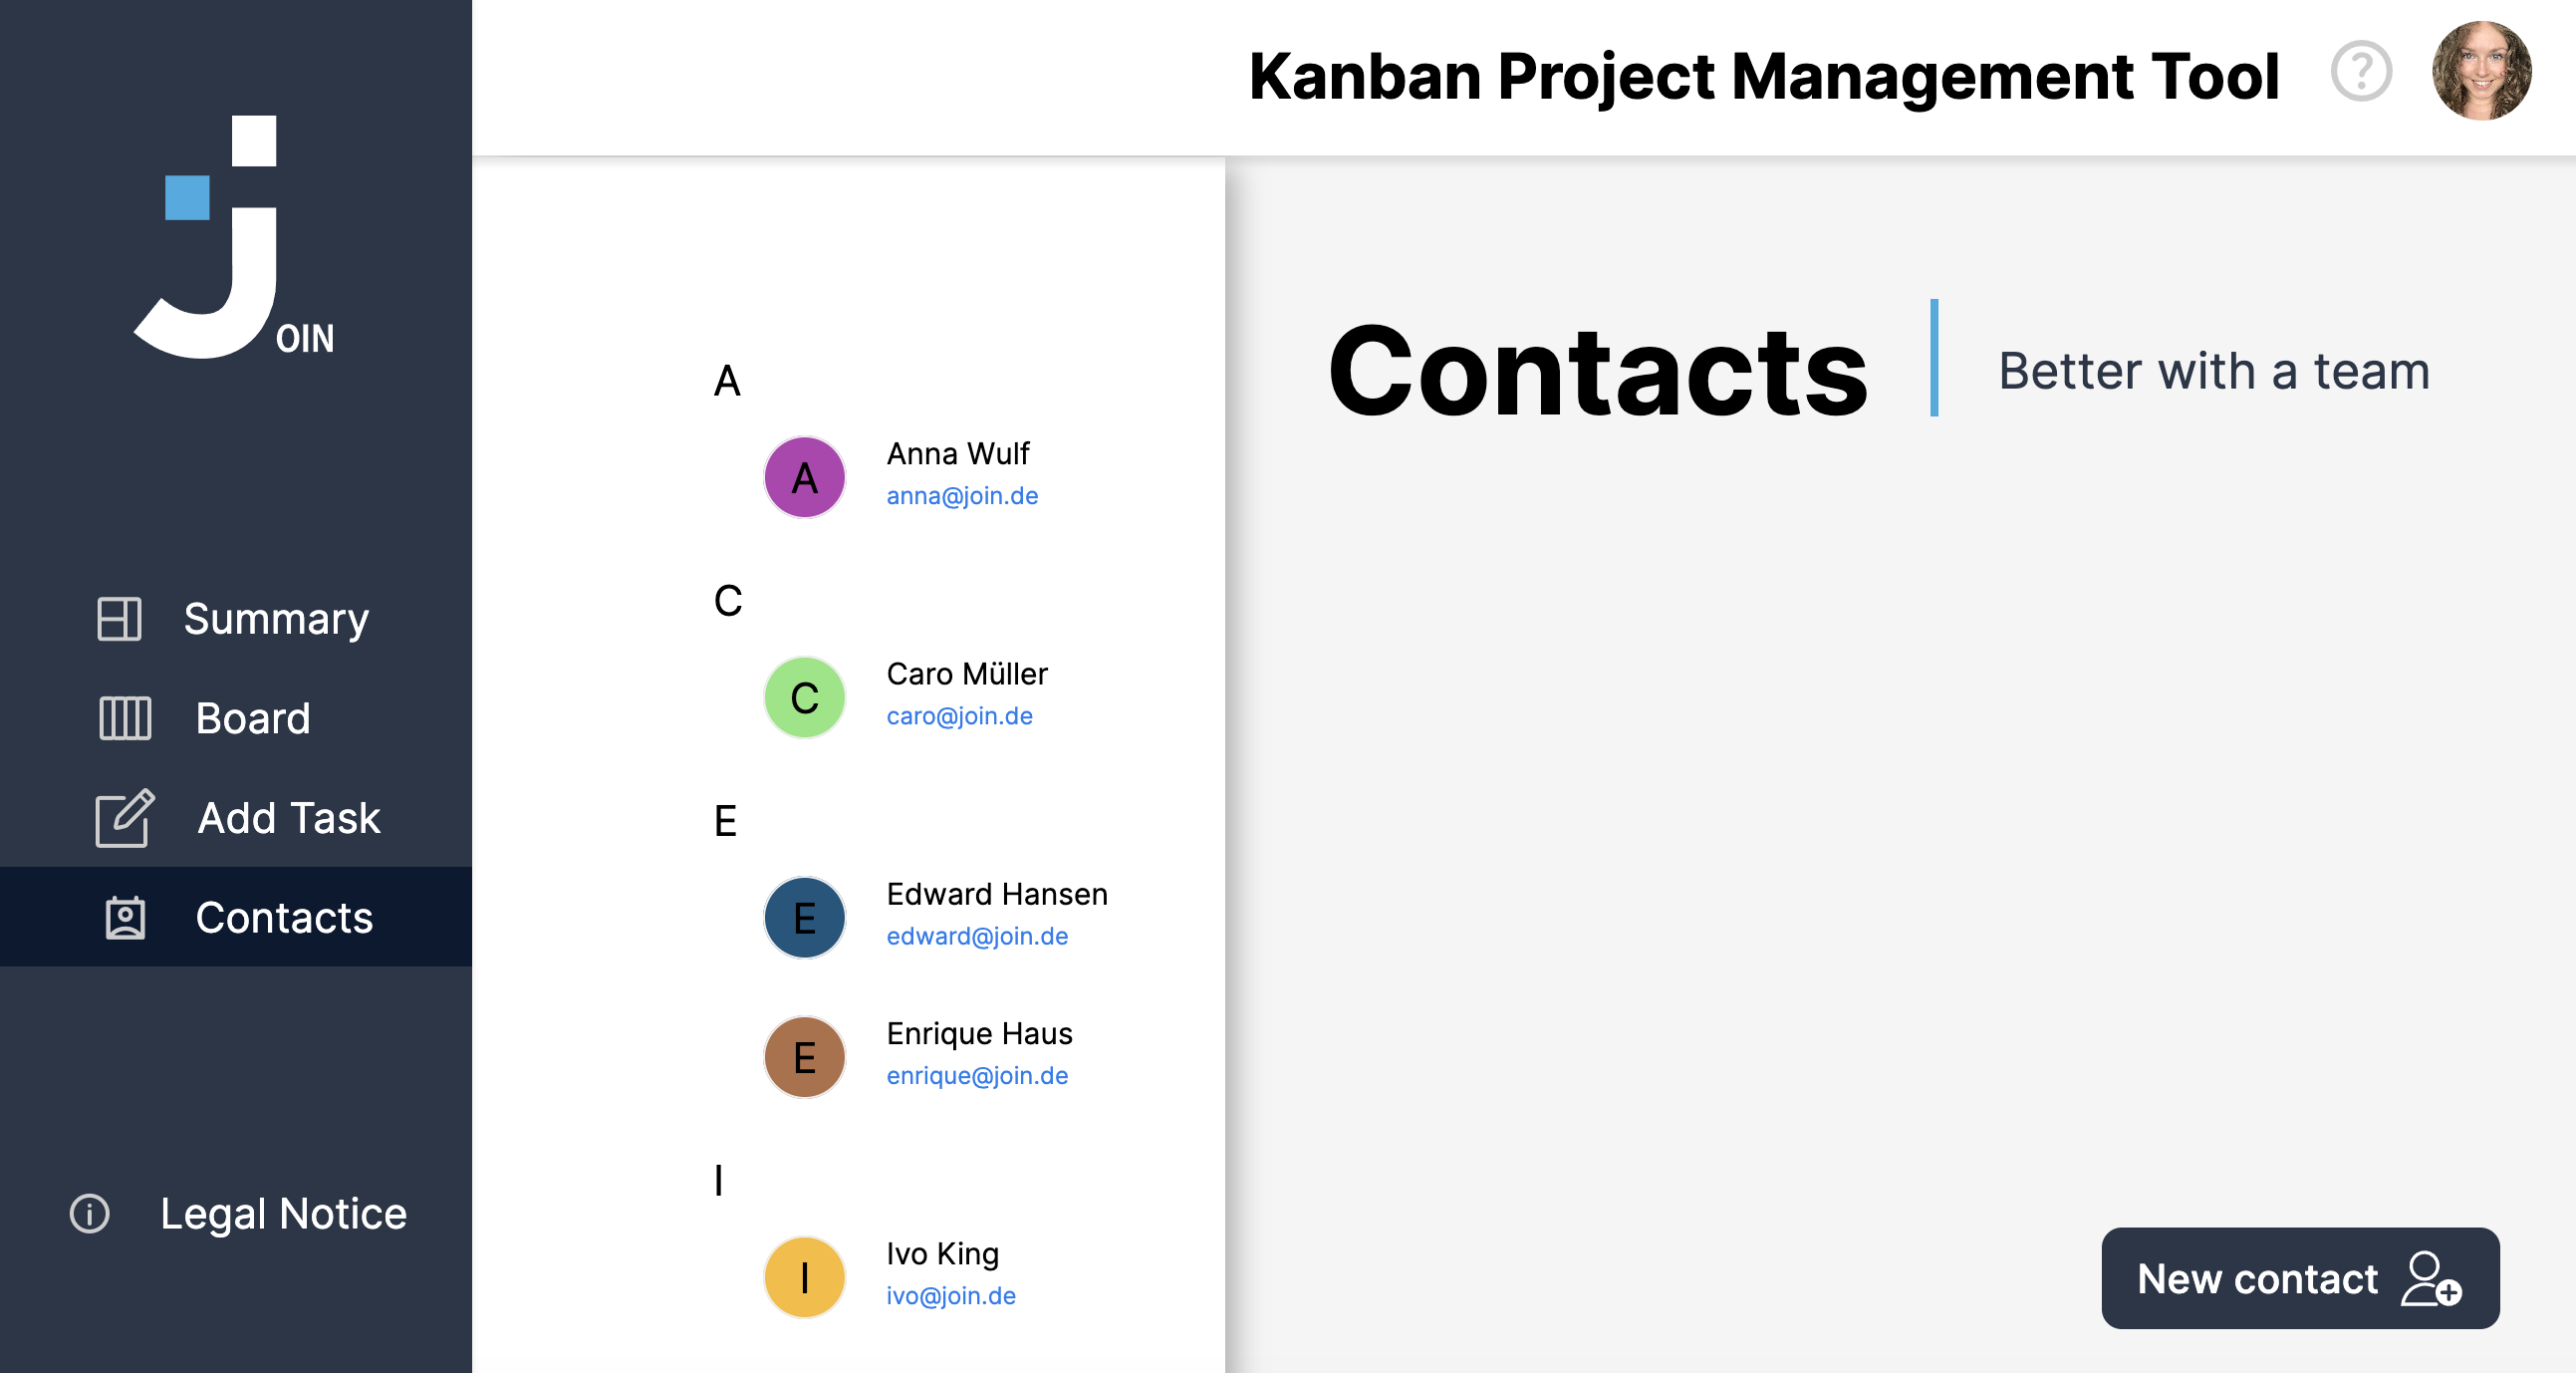 JOIN
Summary
Board
Add Task
Contacts
Legal Notice
Kanban Project Management Tool
?
A
A
Anna Wulf
anna@join.de
C
C
Caro Müller
caro@join.de
E
E
Edward Hansen
edward@join.de
E
Enrique Haus
enrique@join.de
I
I
Ivo King
ivo@join.de
Contacts
Better with a team
New contact